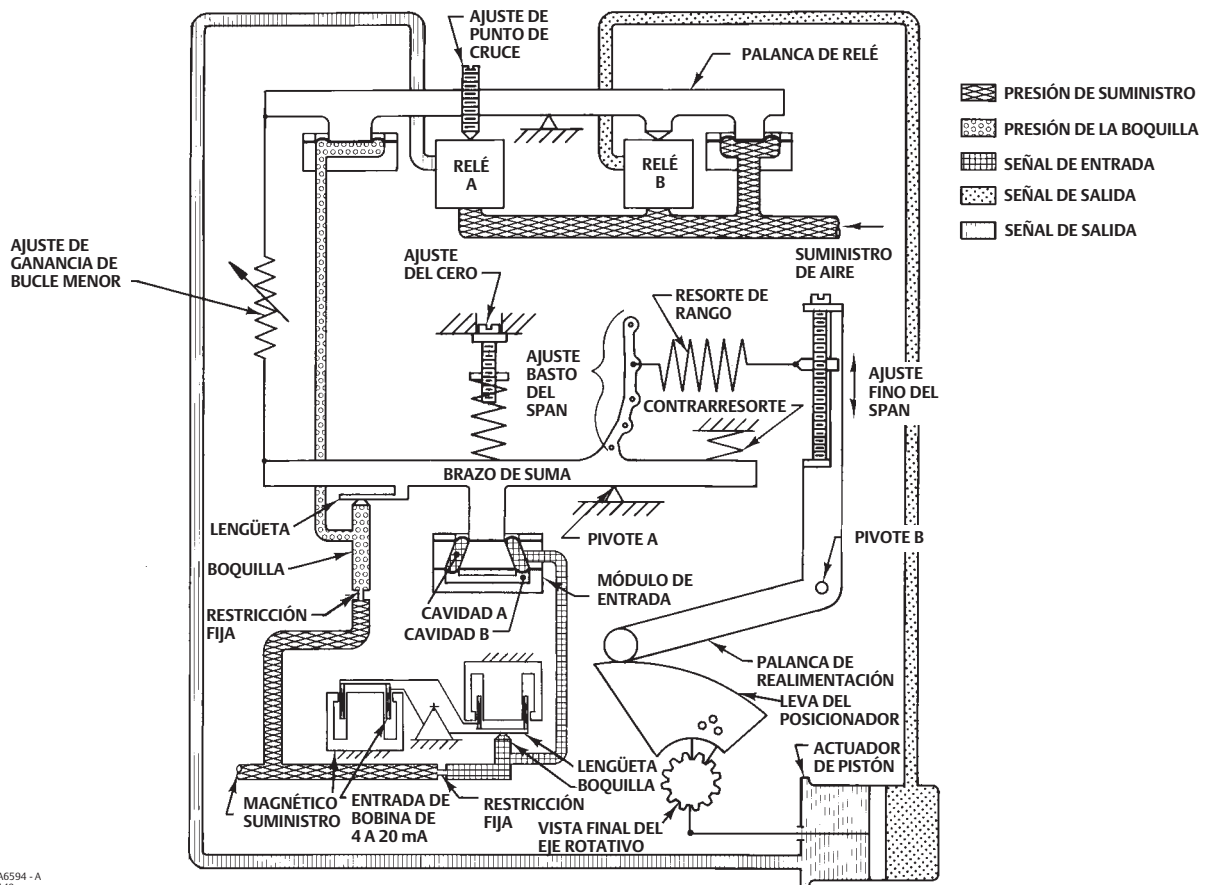 AJUSTE DE
PUNTO DE
CRUCE
PALANCA DE RELÉ
PRESIÓN DE SUMINISTRO
PRESIÓN DE LA BOQUILLA
SEÑAL DE ENTRADA
SEÑAL DE SALIDA
SEÑAL DE SALIDA
RELÉ
A
RELÉ
B
AJUSTE DE
GANANCIA DE
BUCLE MENOR
SUMINISTRO
DE AIRE
AJUSTE
DEL CERO
RESORTE DE
RANGO
AJUSTE
BASTO
DEL
SPAN
AJUSTE
FINO DEL
SPAN
CONTRARRESORTE
BRAZO DE SUMA
LENGÜETA
PIVOTE A
PIVOTE B
BOQUILLA
MÓDULO DE
ENTRADA
RESTRICCIÓN
FIJA
CAVIDAD A
CAVIDAD B
PALANCA DE
REALIMENTACIÓN
LEVA DEL
POSICIONADOR
LENGÜETA
BOQUILLA
ACTUADOR
DE PISTÓN
MAGNÉTICO
SUMINISTRO
ENTRADA DE
BOBINA DE
4 A 20 mA
RESTRICCIÓN
FIJA
VISTA FINAL DEL
EJE ROTATIVO
A6594 - A